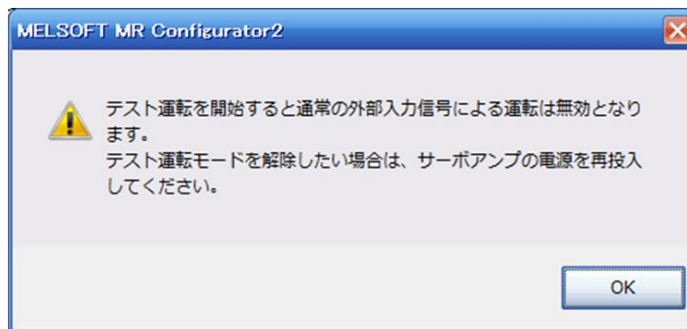 MELSOFT MR Configurator2
テスト運転を開始すると通常の外部入力信号による運転は無効となり
ます。
テスト運転モードを解除したい場合は、サーボアンプの電源を再投入
してください。
OK